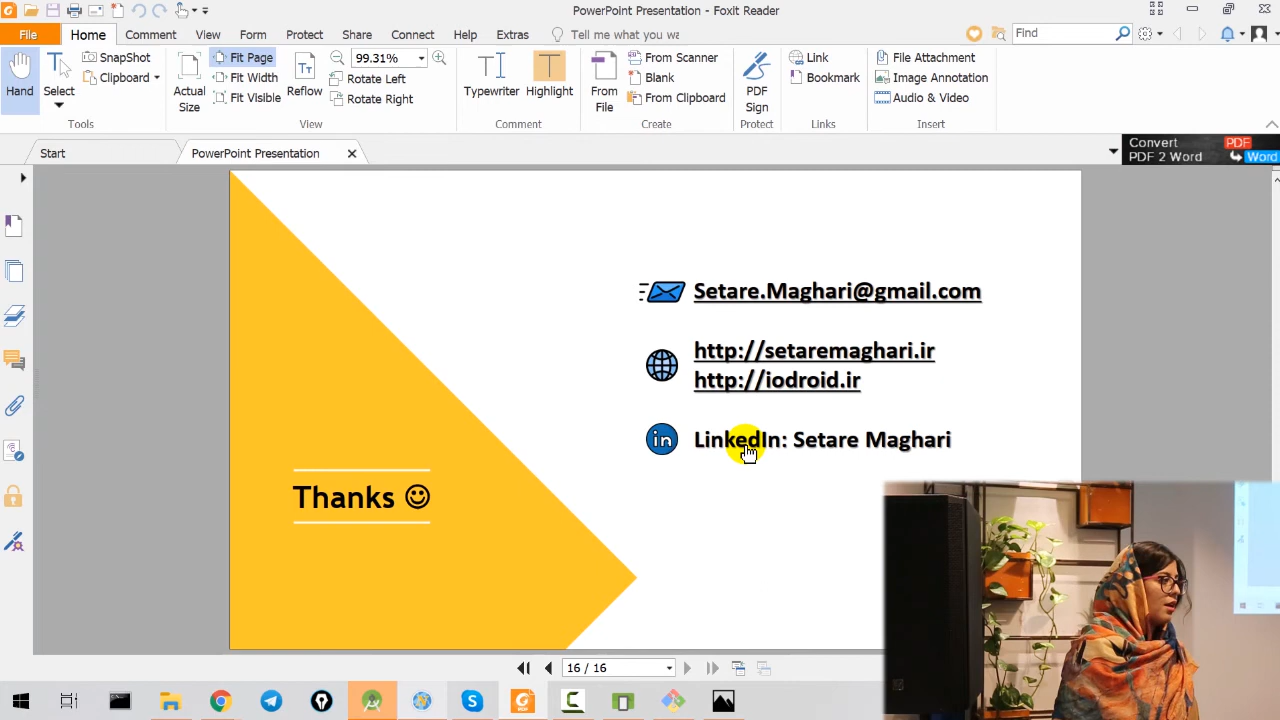 PowerPoint Presentation - Foxit Reader
File Home Comment View Form Protect Share Connect Help Extras Tell me what you wa Find
Hand
Select
SnapShot
Clipboard
Tools
Actual Size
Fit Page
Fit Width
Fit Visible
Reflow
99.31%
Rotate Left
Rotate Right
View
Typewriter
Highlight
Comment
From File
From Scanner
Blank
From Clipboard
Create
PDF Sign
Protect
Link
Bookmark
Links
File Attachment
Image Annotation
Audio & Video
Insert
Start
PowerPoint Presentation
Convert PDF
PDF 2 Word Word
Setare.Maghari@gmail.com
http://setaremaghari.ir
http://iodroid.ir
in LinkedIn: Setare Maghari
Thanks ☺
16 / 16